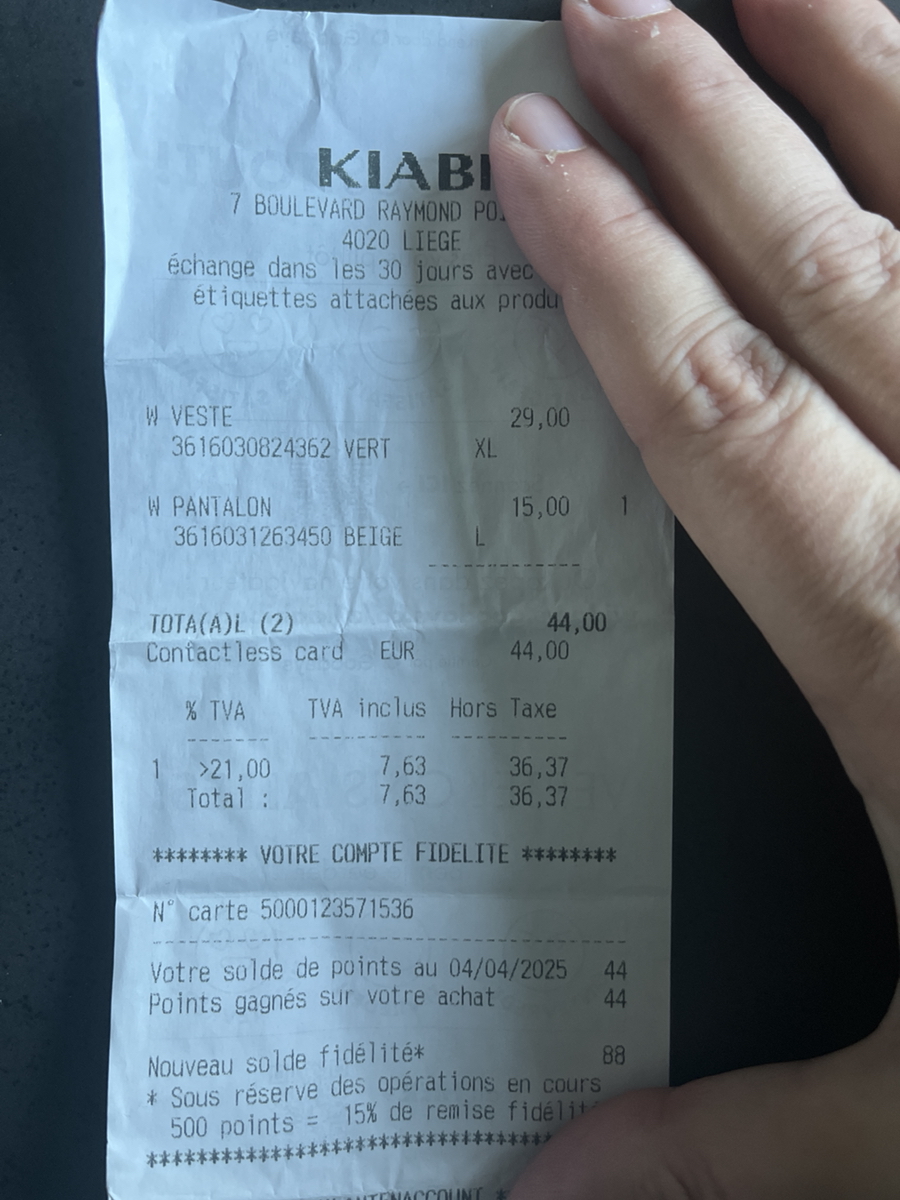 KIABI
7 BOULEVARD RAYMOND
4020 LIEGE
échange dans les 30 jours avec
étiquettes attachées aux
W VESTE 29,00
3616030824362 VERT XL
W PANTALON 15,00 1
3616031263450 BEIGE L
TOTA(A)L (2) 44,00
Contactless card EUR 44,00
% TVA TVA inclus Hors Taxe
1 >21,00 7,63 36,37
Total : 7,63 36,37
******** VOTRE COMPTE FIDELITE ********
N° carte 5000123571536
Votre solde de points au 04/04/2025 44
Points gagnés sur votre achat 44
Nouveau solde fidélité* 88
* Sous réserve des opérations en cours
500 points = 15% de remise fidélité